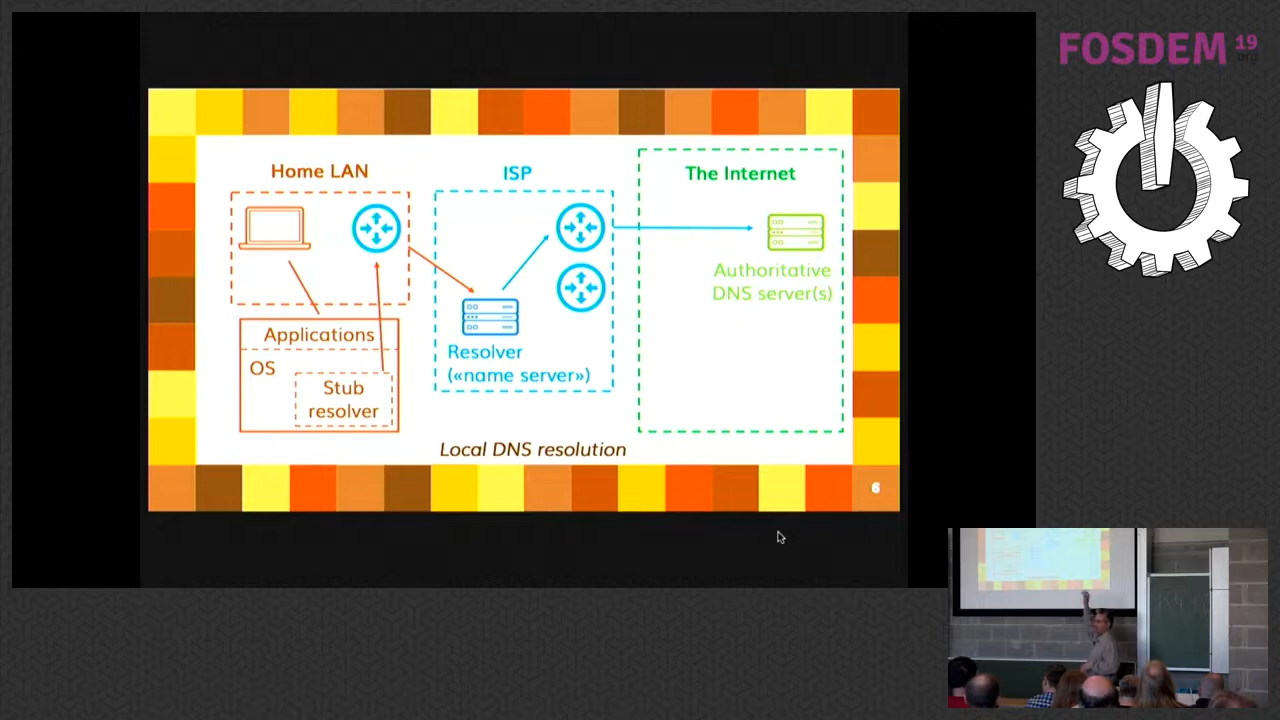 FOSDEM 19
.org
Home LAN
ISP
The Internet
Authoritative
DNS server(s)
Applications
OS
Stub
resolver
Resolver
(«name server»)
Local DNS resolution
6